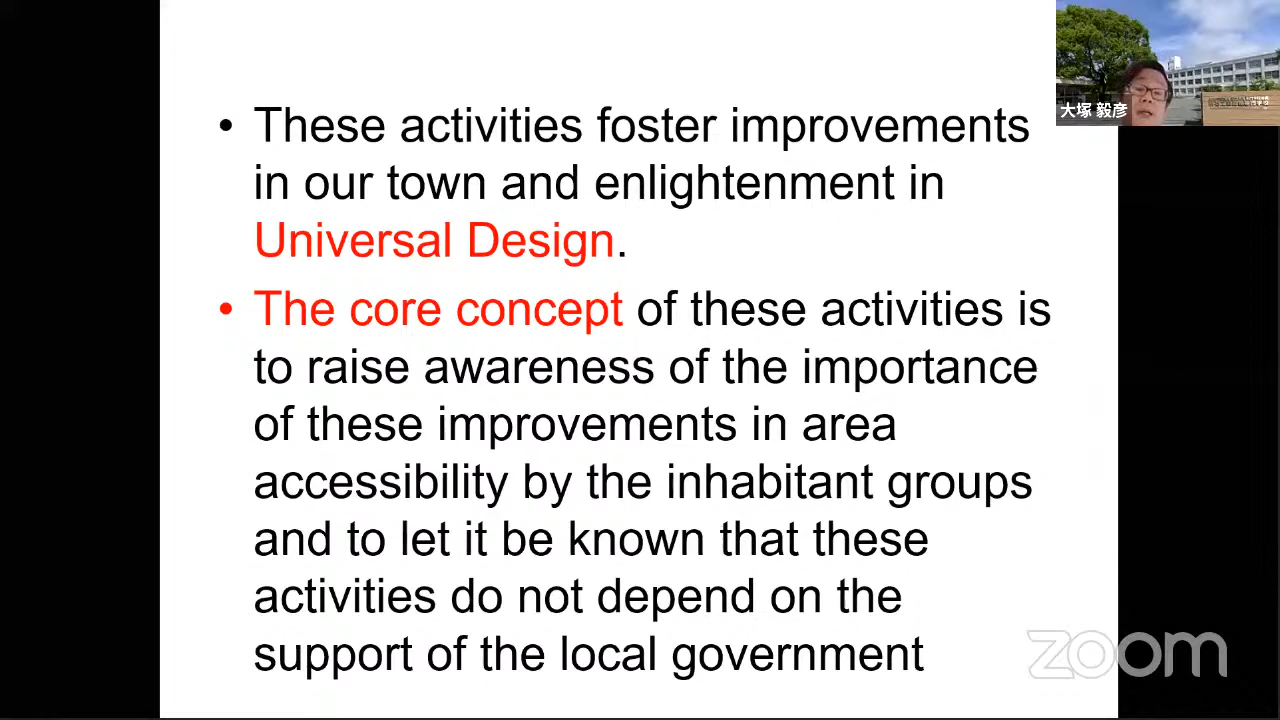 • These activities foster improvements
in our town and enlightenment in
Universal Design.
• The core concept of these activities is
to raise awareness of the importance
of these improvements in area
accessibility by the inhabitant groups
and to let it be known that these
activities do not depend on the
support of the local government
大塚 毅彦
zoom